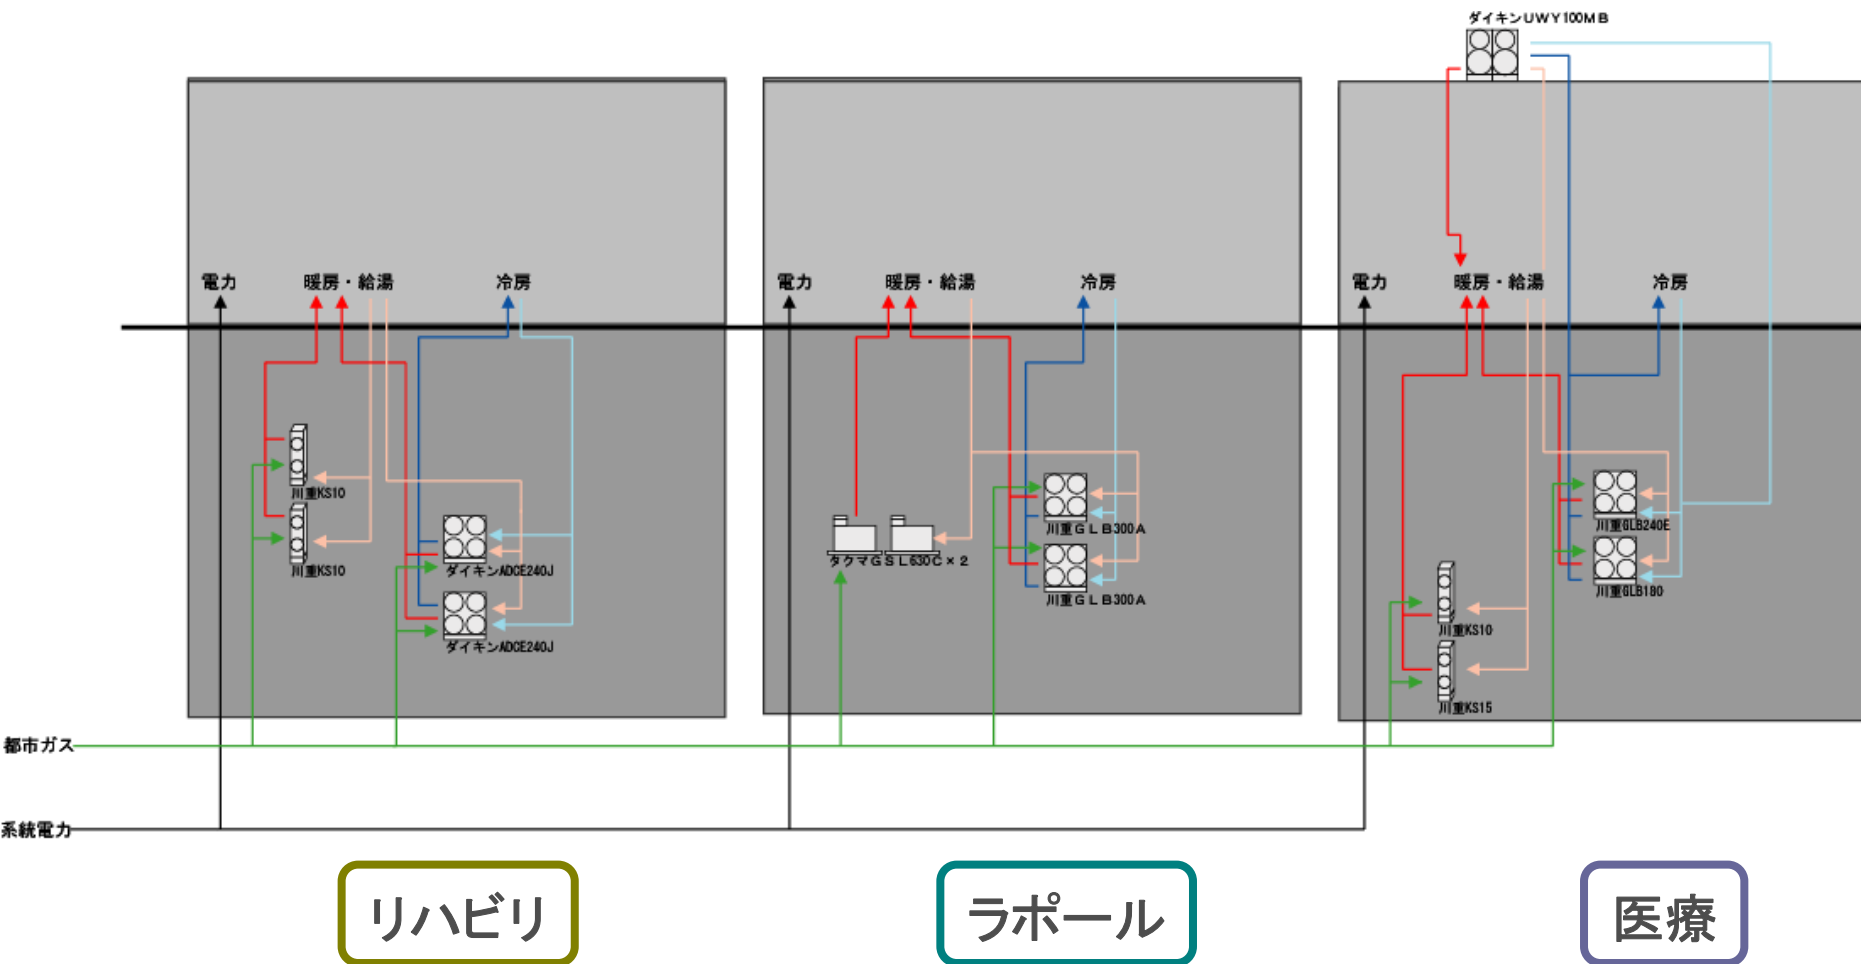 ダイキンUWY100MB
電力 暖房・給湯 冷房
電力 暖房・給湯 冷房
電力 暖房・給湯 冷房
川重KS10
川重KS10
ダイキンADCE240J
ダイキンADCE240J
タクマGSL630C×2
川重GLB300A
川重GLB300A
川重GLB240E
川重GLB180
川重KS10
川重KS15
都市ガス
系統電力
リハビリ
ラポール
医療